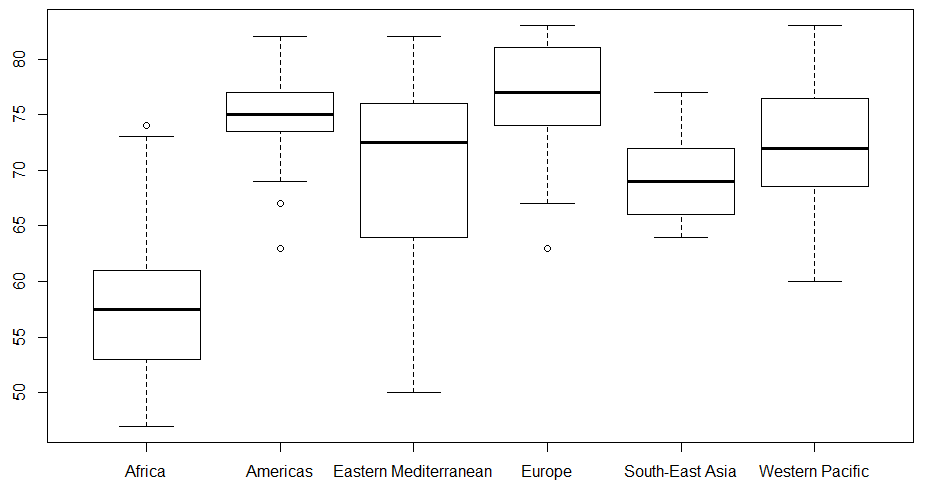 80
75
70
65
60
55
50
Africa
Americas
Eastern Mediterranean
Europe
South-East Asia
Western Pacific